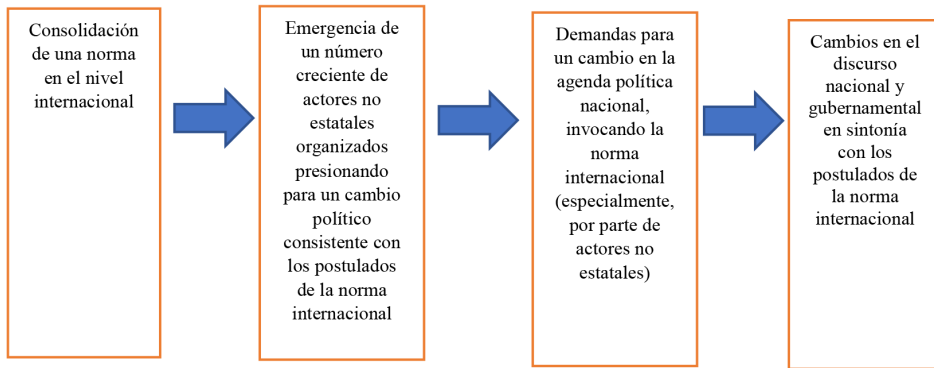 Consolidación
de una norma
en el nivel
internacional
Emergencia de
un número
creciente de
actores no
estatales
organizados
presionando
para un cambio
político
consistente con
los postulados
de la norma
internacional
Demandas para
un cambio en la
agenda política
nacional,
invocando la
norma
internacional
(especialmente,
por parte de
actores no
estatales)
Cambios en el
discurso
nacional y
gubernamental
en sintonía
con los
postulados de
la norma
internacional